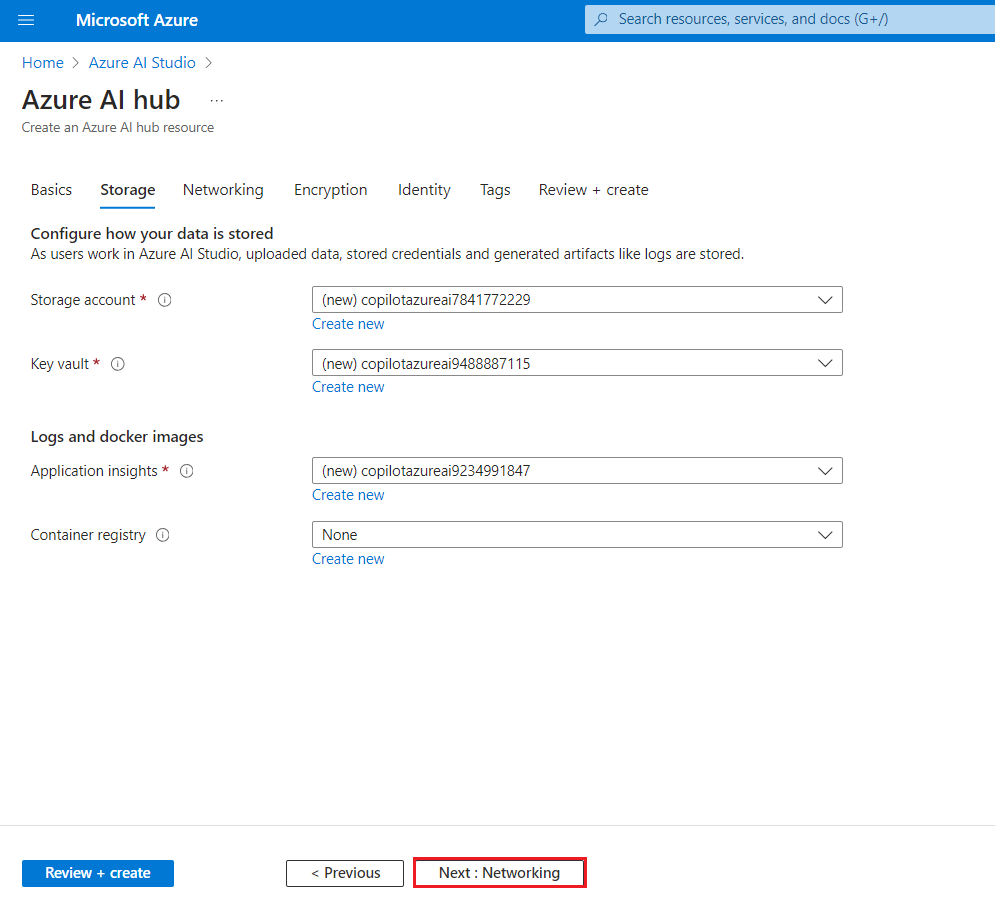 Microsoft Azure
Search resources, services, and docs (G+/)
Home > Azure AI Studio >
Azure AI hub ...
Create an Azure AI hub resource
Basics Storage Networking Encryption Identity Tags Review + create
Configure how your data is stored
As users work in Azure AI Studio, uploaded data, stored credentials and generated artifacts like logs are stored.
Storage account * (new) copilotazureai7841772229
Create new
Key vault * (new) copilotazureai9488887115
Create new
Logs and docker images
Application insights * (new) copilotazureai9234991847
Create new
Container registry None
Create new
Review + create < Previous Next : Networking